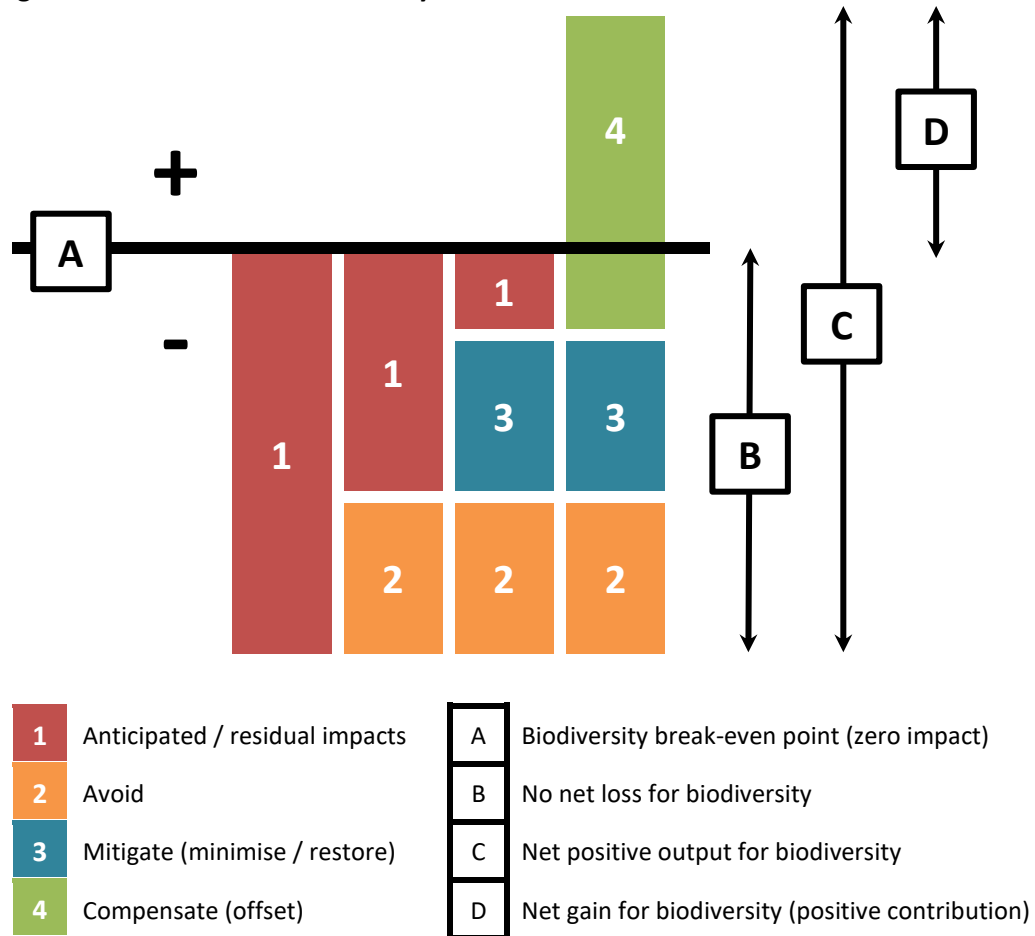 4
D
+
A
1
C
-
1
3
3
B
1
2
2
2
1 Anticipated / residual impacts
2 Avoid
3 Mitigate (minimise / restore)
4 Compensate (offset)
A Biodiversity break-even point (zero impact)
B No net loss for biodiversity
C Net positive output for biodiversity
D Net gain for biodiversity (positive contribution)